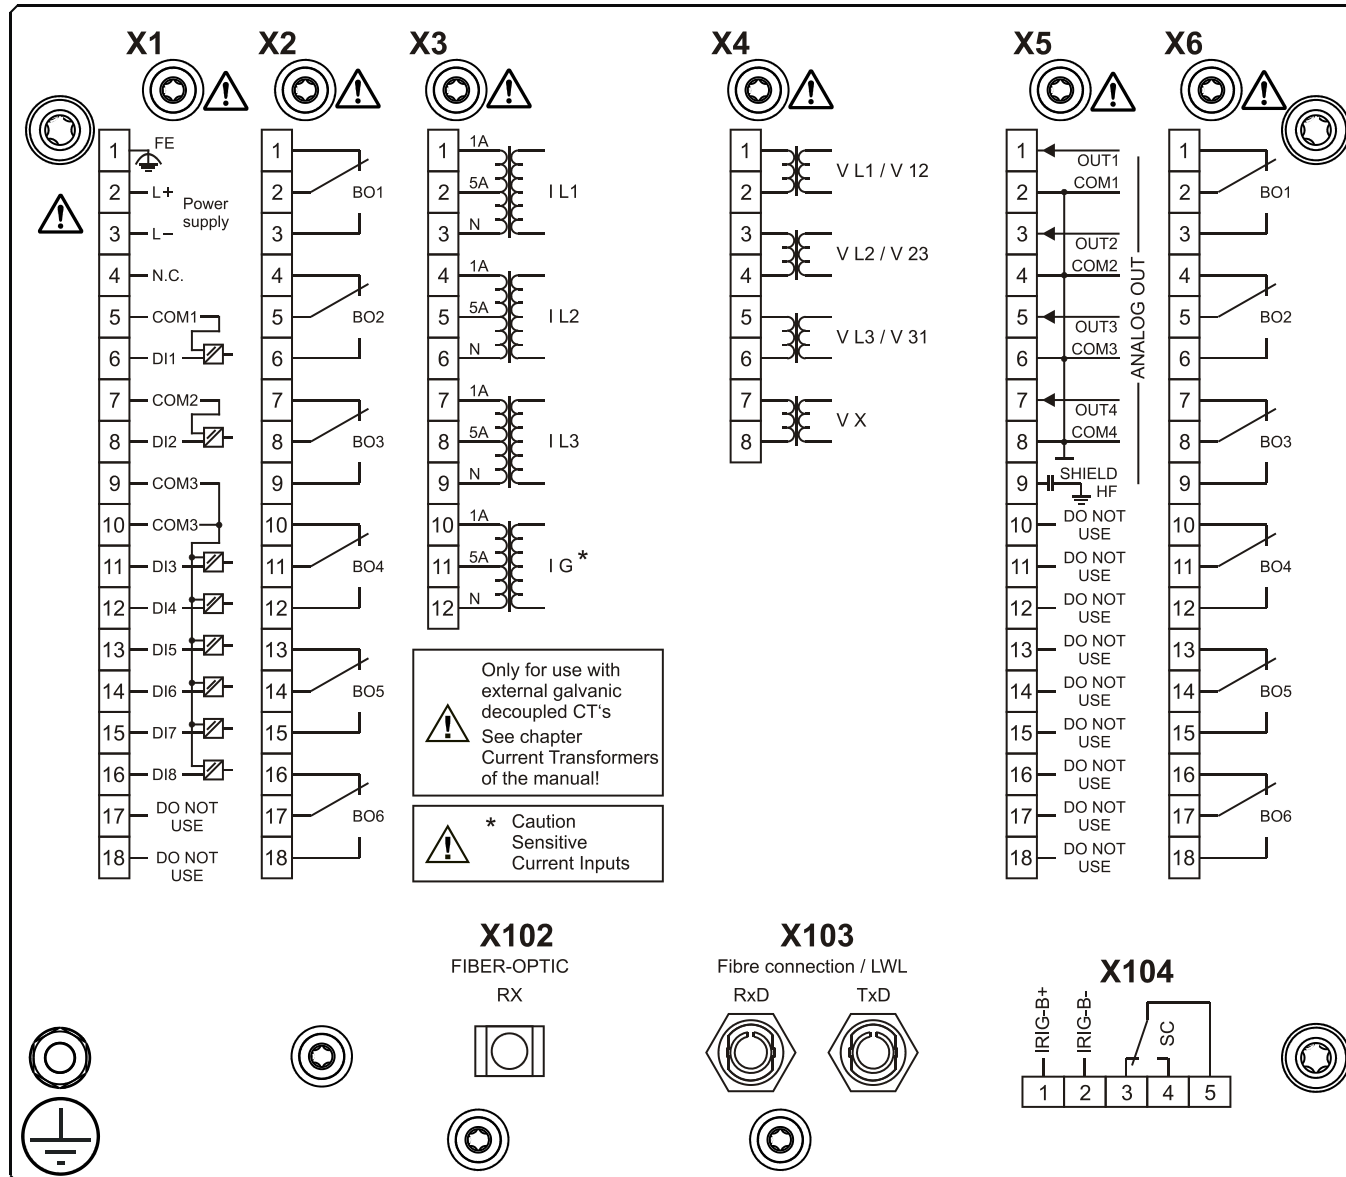 X1
X2
X3
X4
X5
X6
1 FE
2 L+
Power
supply
3 L–
4 N.C.
5 COM1
6 DI1
7 COM2
8 DI2
9 COM3
10 COM3
11 DI3
12 DI4
13 DI5
14 DI6
15 DI7
16 DI8
17 DO NOT
USE
18 DO NOT
USE
1
2 BO1
3
4
5 BO2
6
7
8 BO3
9
10
11 BO4
12
13
14 BO5
15
16
17 BO6
18
1 1A
2 5A I L1
3 N
4 1A
5 5A I L2
6 N
7 1A
8 5A I L3
9 N
10 1A
11 5A I G *
12 N
Only for use with
external galvanic
decoupled CT's
See chapter
Current Transformers
of the manual!
* Caution
Sensitive
Current Inputs
1
V L1 / V 12
2
3
V L2 / V 23
4
5
V L3 / V 31
6
7
V X
8
1
OUT1
2 COM1
3
OUT2
4 COM2
5
OUT3
6 COM3
7
OUT4
8 COM4
9 SHIELD
HF
ANALOG OUT
10 DO NOT
USE
11 DO NOT
USE
12 DO NOT
USE
13 DO NOT
USE
14 DO NOT
USE
15 DO NOT
USE
16 DO NOT
USE
17 DO NOT
USE
18 DO NOT
USE
1
2 BO1
3
4
5 BO2
6
7
8 BO3
9
10
11 BO4
12
13
14 BO5
15
16
17 BO6
18
X102
FIBER-OPTIC
RX
X103
Fibre connection / LWL
RxD TxD
X104
IRIG-B+
IRIG-B-
SC
1 2 3 4 5